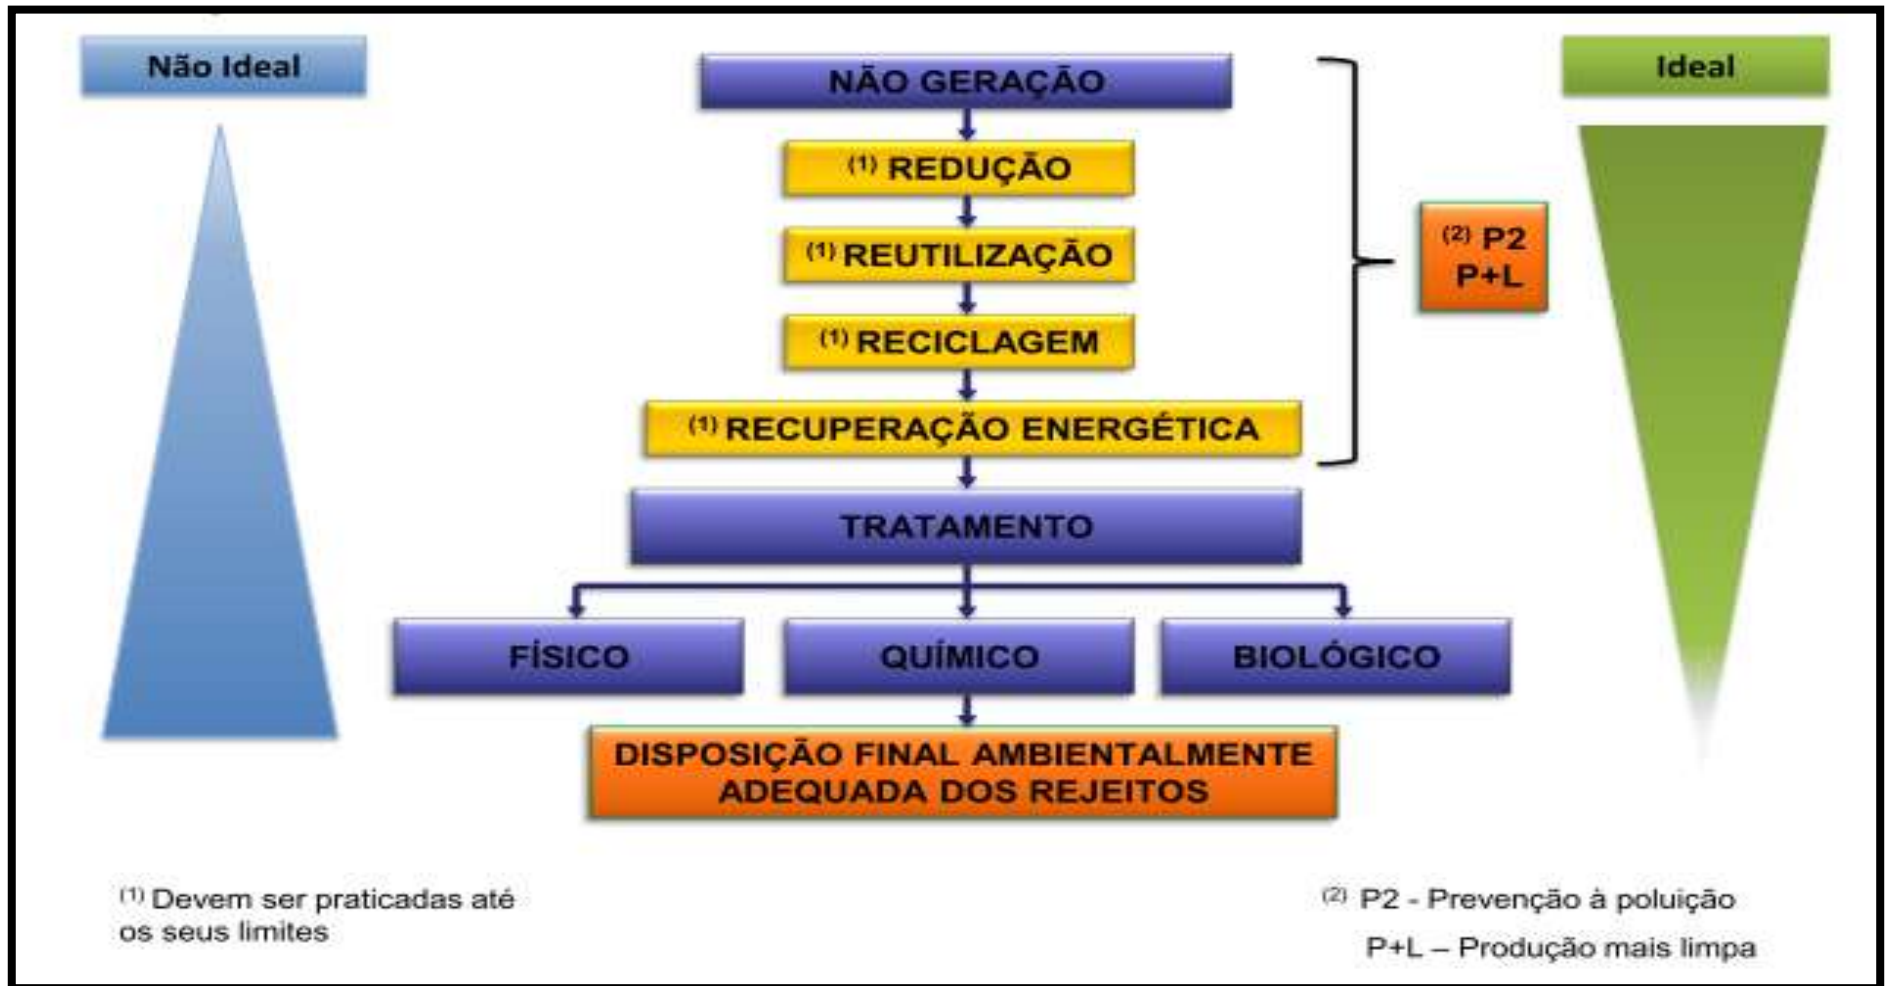 Não Ideal
Ideal
NÃO GERAÇÃO
(1) REDUÇÃO
(1) REUTILIZAÇÃO
(2) P2
P+L
(1) RECICLAGEM
(1) RECUPERAÇÃO ENERGÉTICA
TRATAMENTO
FÍSICO
QUÍMICO
BIOLÓGICO
DISPOSIÇÃO FINAL AMBIENTALMENTE
ADEQUADA DOS REJEITOS
(1) Devem ser praticadas até
os seus limites
(2) P2 - Prevenção à poluição
P+L – Produção mais limpa